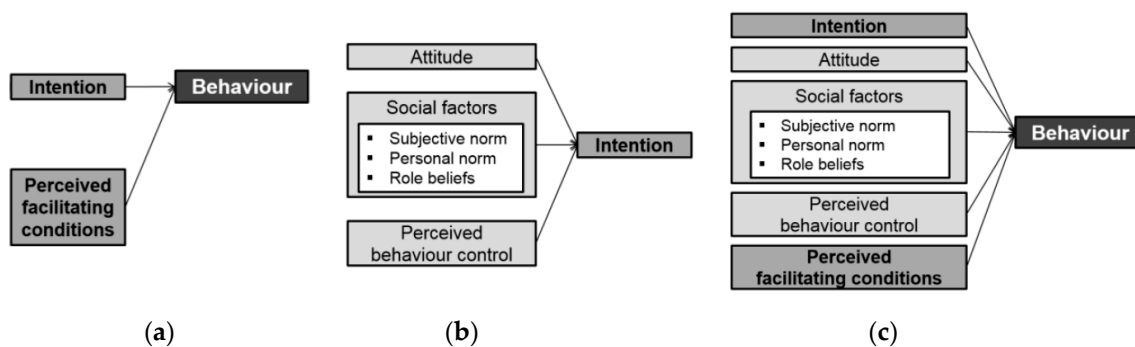 Intention
Behaviour
Perceived
facilitating
conditions
(a)
Attitude
Social factors
▪ Subjective norm
▪ Personal norm
▪ Role beliefs
Perceived
behaviour control
Intention
(b)
Intention
Attitude
Social factors
▪ Subjective norm
▪ Personal norm
▪ Role beliefs
Perceived
behaviour control
Perceived
facilitating conditions
Behaviour
(c)